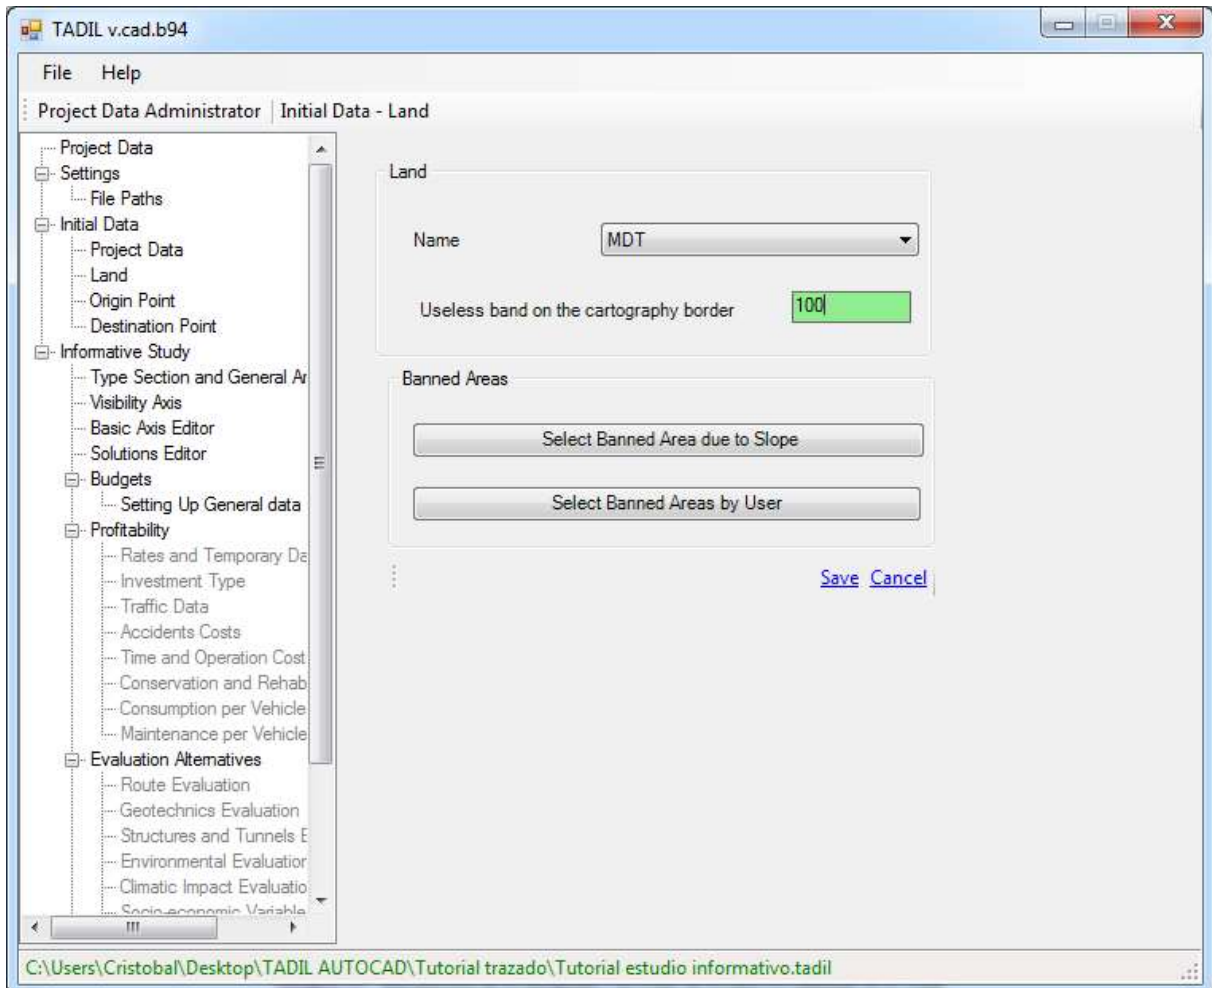 TADIL v.cad.b94
File Help
Project Data Administrator Initial Data - Land
Project Data
Settings
File Paths
Initial Data
Project Data
Land
Origin Point
Destination Point
Informative Study
Type Section and General Ar
Visibility Axis
Basic Axis Editor
Solutions Editor
Budgets
Setting Up General data
Profitability
Rates and Temporary Da
Investment Type
Traffic Data
Accidents Costs
Time and Operation Cost
Conservation and Rehab
Consumption per Vehicle
Maintenance per Vehicle
Evaluation Alternatives
Route Evaluation
Geotechnics Evaluation
Structures and Tunnels E
Environmental Evaluation
Climatic Impact Evaluatio
Socio-economic Variable
Land
Name MDT
Useless band on the cartography border 100
Banned Areas
Select Banned Area due to Slope
Select Banned Areas by User
Save Cancel
C:\Users\Cristobal\Desktop\TADIL AUTOCAD\Tutorial trazado\Tutorial estudio informativo.tadil